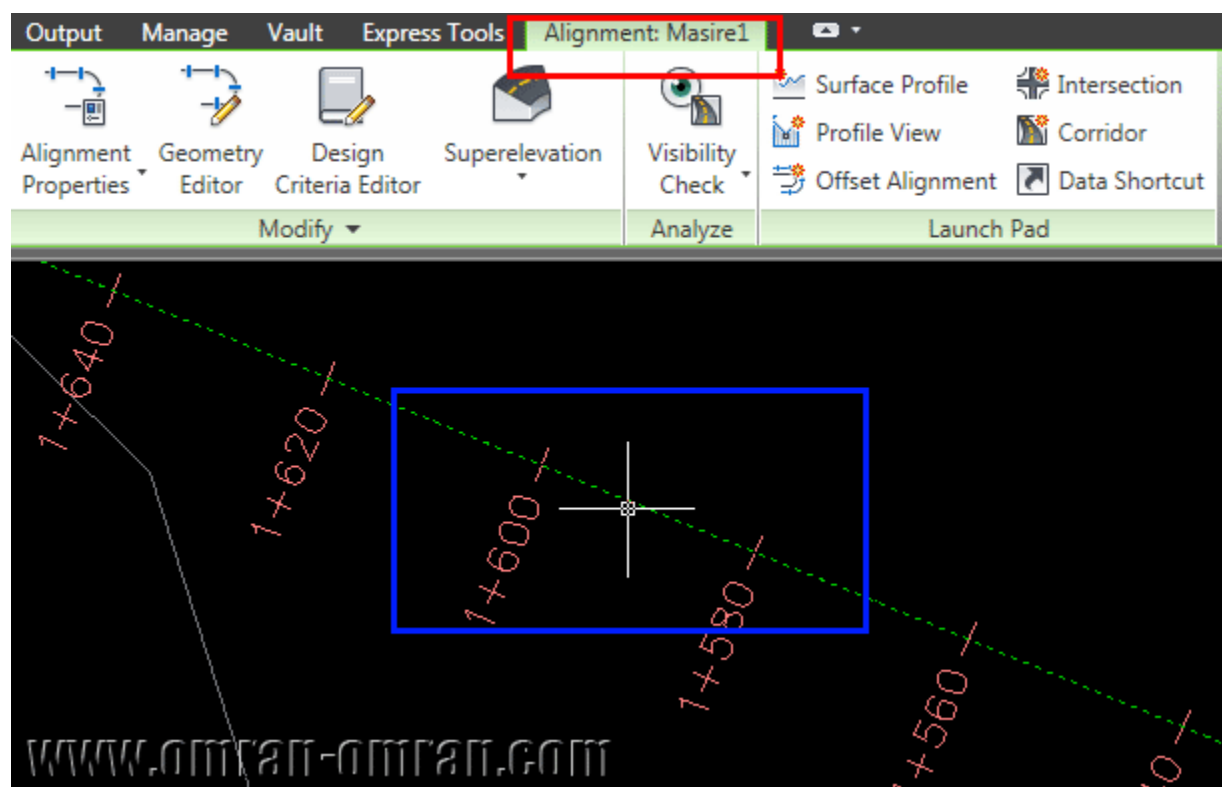 Output Manage Vault Express Tools Alignment: Masire1
Alignment Properties
Geometry Editor
Design Criteria Editor
Superelevation
Visibility Check
Surface Profile
Intersection
Profile View
Corridor
Offset Alignment
Data Shortcut
Modify
Analyze
Launch Pad
1+640
1+620
1+600
1+580
1+560
www.omran-omran.com